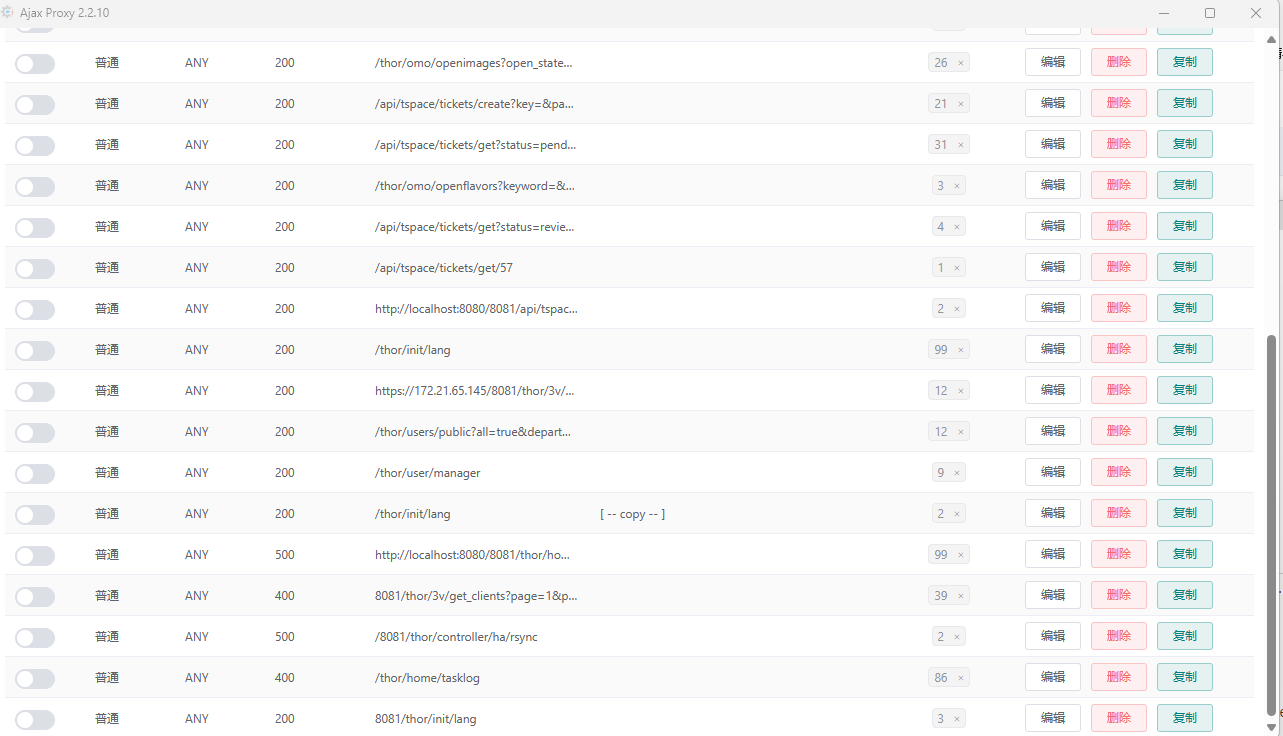 Ajax Proxy 2.2.10
普通 ANY 200 /thor/omo/openimages?open_state... 26 × 编辑 删除 复制
普通 ANY 200 /api/tspace/tickets/create?key=&pa... 21 × 编辑 删除 复制
普通 ANY 200 /api/tspace/tickets/get?status=pend... 31 × 编辑 删除 复制
普通 ANY 200 /thor/omo/openflavors?keyword=&... 3 × 编辑 删除 复制
普通 ANY 200 /api/tspace/tickets/get?status=revie... 4 × 编辑 删除 复制
普通 ANY 200 /api/tspace/tickets/get/57 1 × 编辑 删除 复制
普通 ANY 200 http://localhost:8080/8081/api/tspac... 2 × 编辑 删除 复制
普通 ANY 200 /thor/init/lang 99 × 编辑 删除 复制
普通 ANY 200 https://172.21.65.145/8081/thor/3v/... 12 × 编辑 删除 复制
普通 ANY 200 /thor/users/public?all=true&depart... 12 × 编辑 删除 复制
普通 ANY 200 /thor/user/manager 9 × 编辑 删除 复制
普通 ANY 200 /thor/init/lang [ -- copy -- ] 2 × 编辑 删除 复制
普通 ANY 500 http://localhost:8080/8081/thor/ho... 99 × 编辑 删除 复制
普通 ANY 400 8081/thor/3v/get_clients?page=1&p... 39 × 编辑 删除 复制
普通 ANY 500 /8081/thor/controller/ha/rsync 2 × 编辑 删除 复制
普通 ANY 400 /thor/home/tasklog 86 × 编辑 删除 复制
普通 ANY 200 8081/thor/init/lang 3 × 编辑 删除 复制